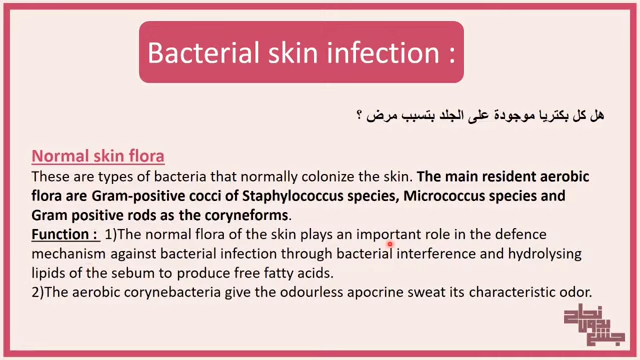 Bacterial skin infection :
هل كل بكتريا موجودة على الجلد بتسبب مرض ؟
Normal skin flora
These are types of bacteria that normally colonize the skin. The main resident aerobic
flora are Gram-positive cocci of Staphylococcus species, Micrococcus species and
Gram positive rods as the coryneforms.
Function : 1)The normal flora of the skin plays an important role in the defence
mechanism against bacterial infection through bacterial interference and hydrolysing
lipids of the sebum to produce free fatty acids.
2)The aerobic corynebacteria give the odourless apocrine sweat its characteristic odor.
نجاح
بدون
جشع